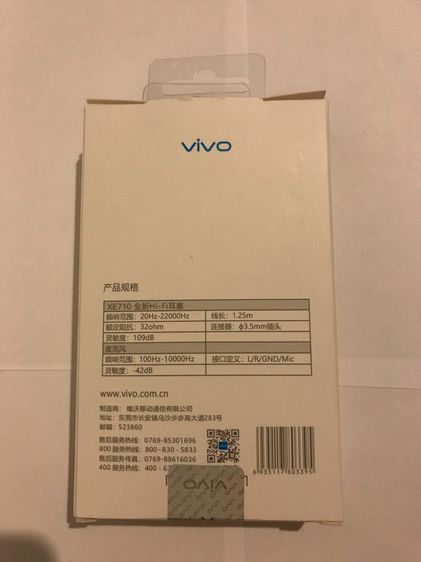 vivo
产品规格
XE710 全新Hi-Fi耳塞
频响范围：20Hz-22000Hz 线长：1.25m
额定阻抗：32ohm 连接器：ф3.5mm插头
灵敏度：109dB
麦克风
频响范围：100Hz-10000Hz 接口定义：L/R/GND/Mic
灵敏度：-42dB
www.vivo.com.cn
制造商：维沃移动通信有限公司
地址：东莞市长安镇乌沙步步高大道283号
邮编：523860
售后服务热线：0769-85301696
800 服务热线：800-830-5833
售后服务传真：0769-88616036
400 服务热线：400-6
6 935117 803395
vivo